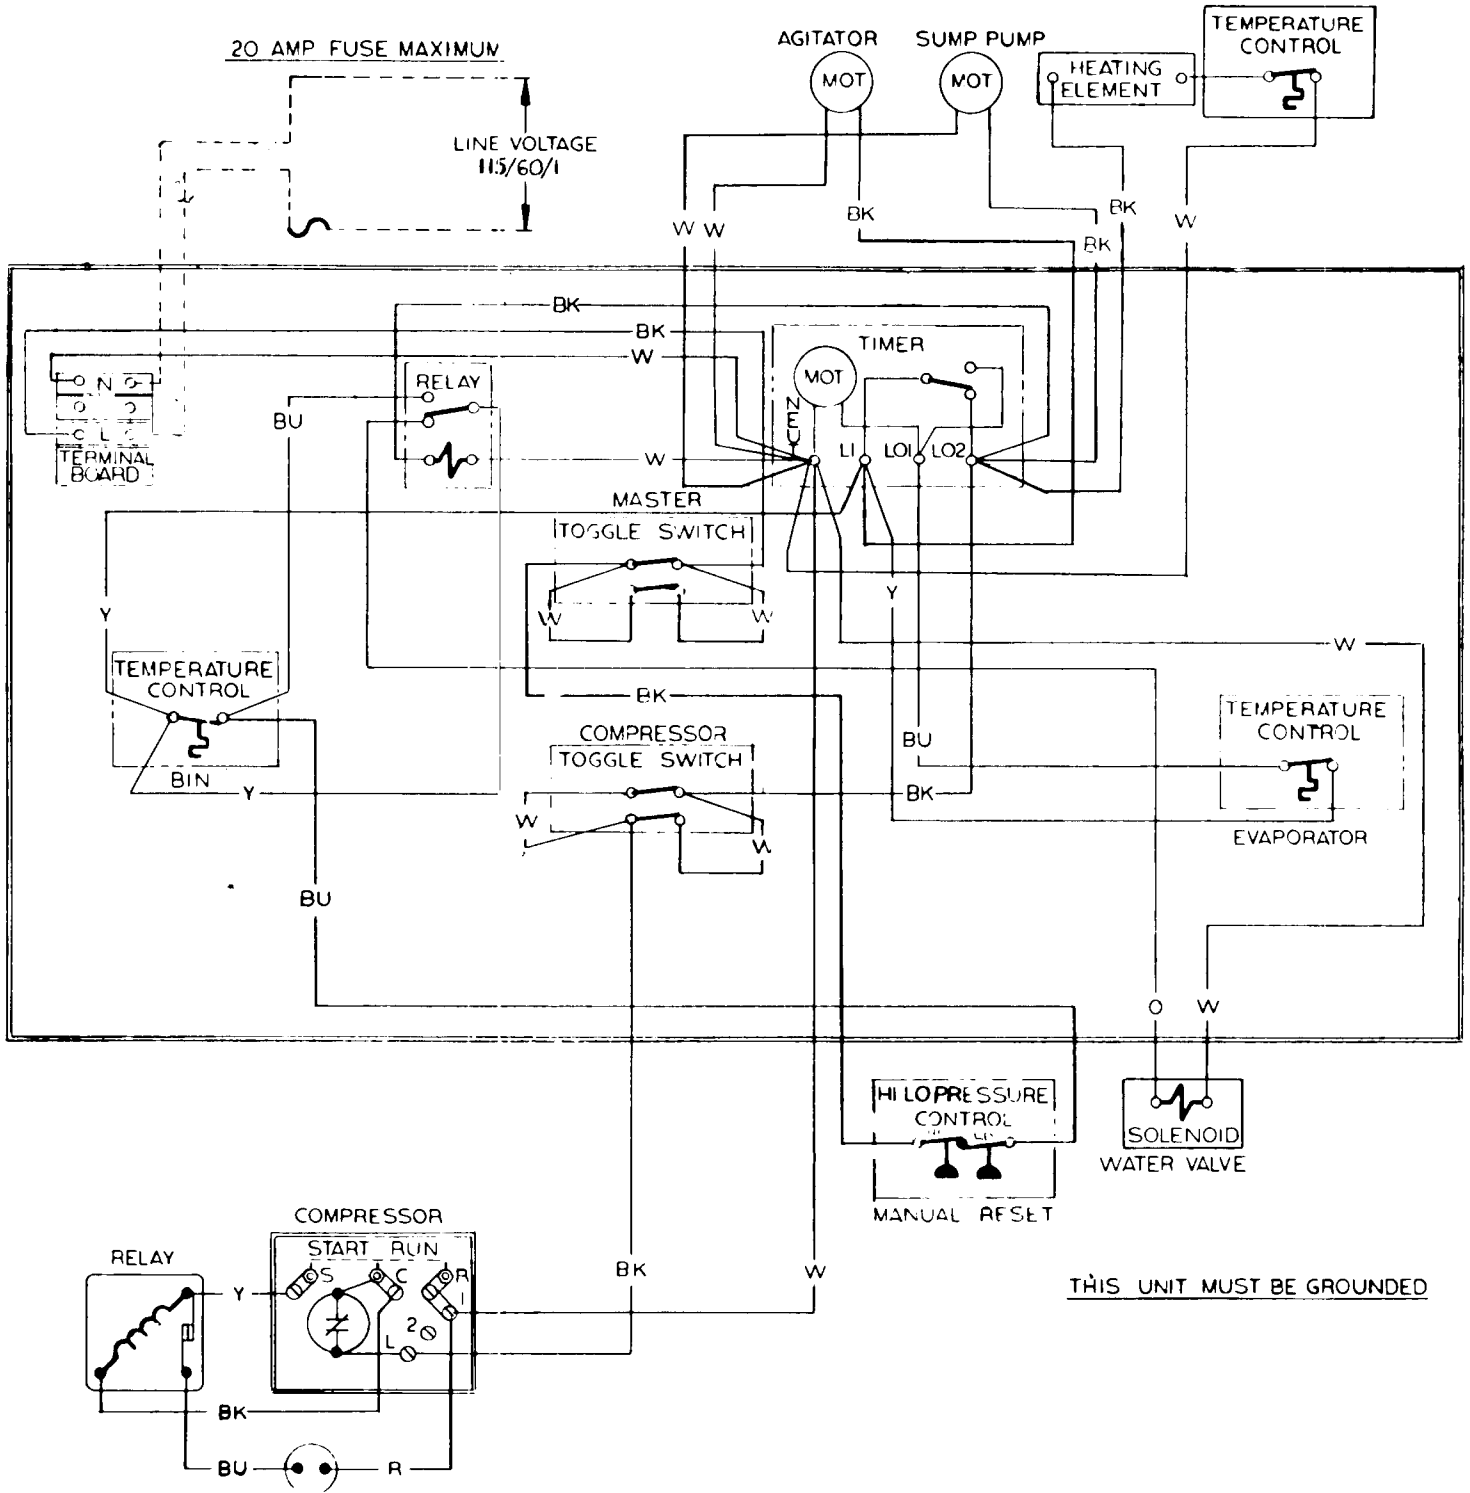 20 AMP FUSE MAXIMUM
LINE VOLTAGE
115/60/1
AGITATOR
MOT
SUMP PUMP
MOT
HEATING
ELEMENT
TEMPERATURE
CONTROL
W
W
BK
BK
BK
W
BK
BK
W
N
L
TERMINAL
BOARD
BU
RELAY
W
TIMER
MOT
NEU
L1
LO1
LO2
MASTER
TOGGLE SWITCH
W
W
Y
Y
W
TEMPERATURE
CONTROL
BIN
Y
BK
COMPRESSOR
TOGGLE SWITCH
W
W
BU
BK
TEMPERATURE
CONTROL
EVAPORATOR
BU
O
W
HI LO PRESSURE
CONTROL
MANUAL RESET
SOLENOID
WATER VALVE
COMPRESSOR
START RUN
S
C
R
1
2
L
RELAY
Y
BK
W
BK
BU
R
THIS UNIT MUST BE GROUNDED